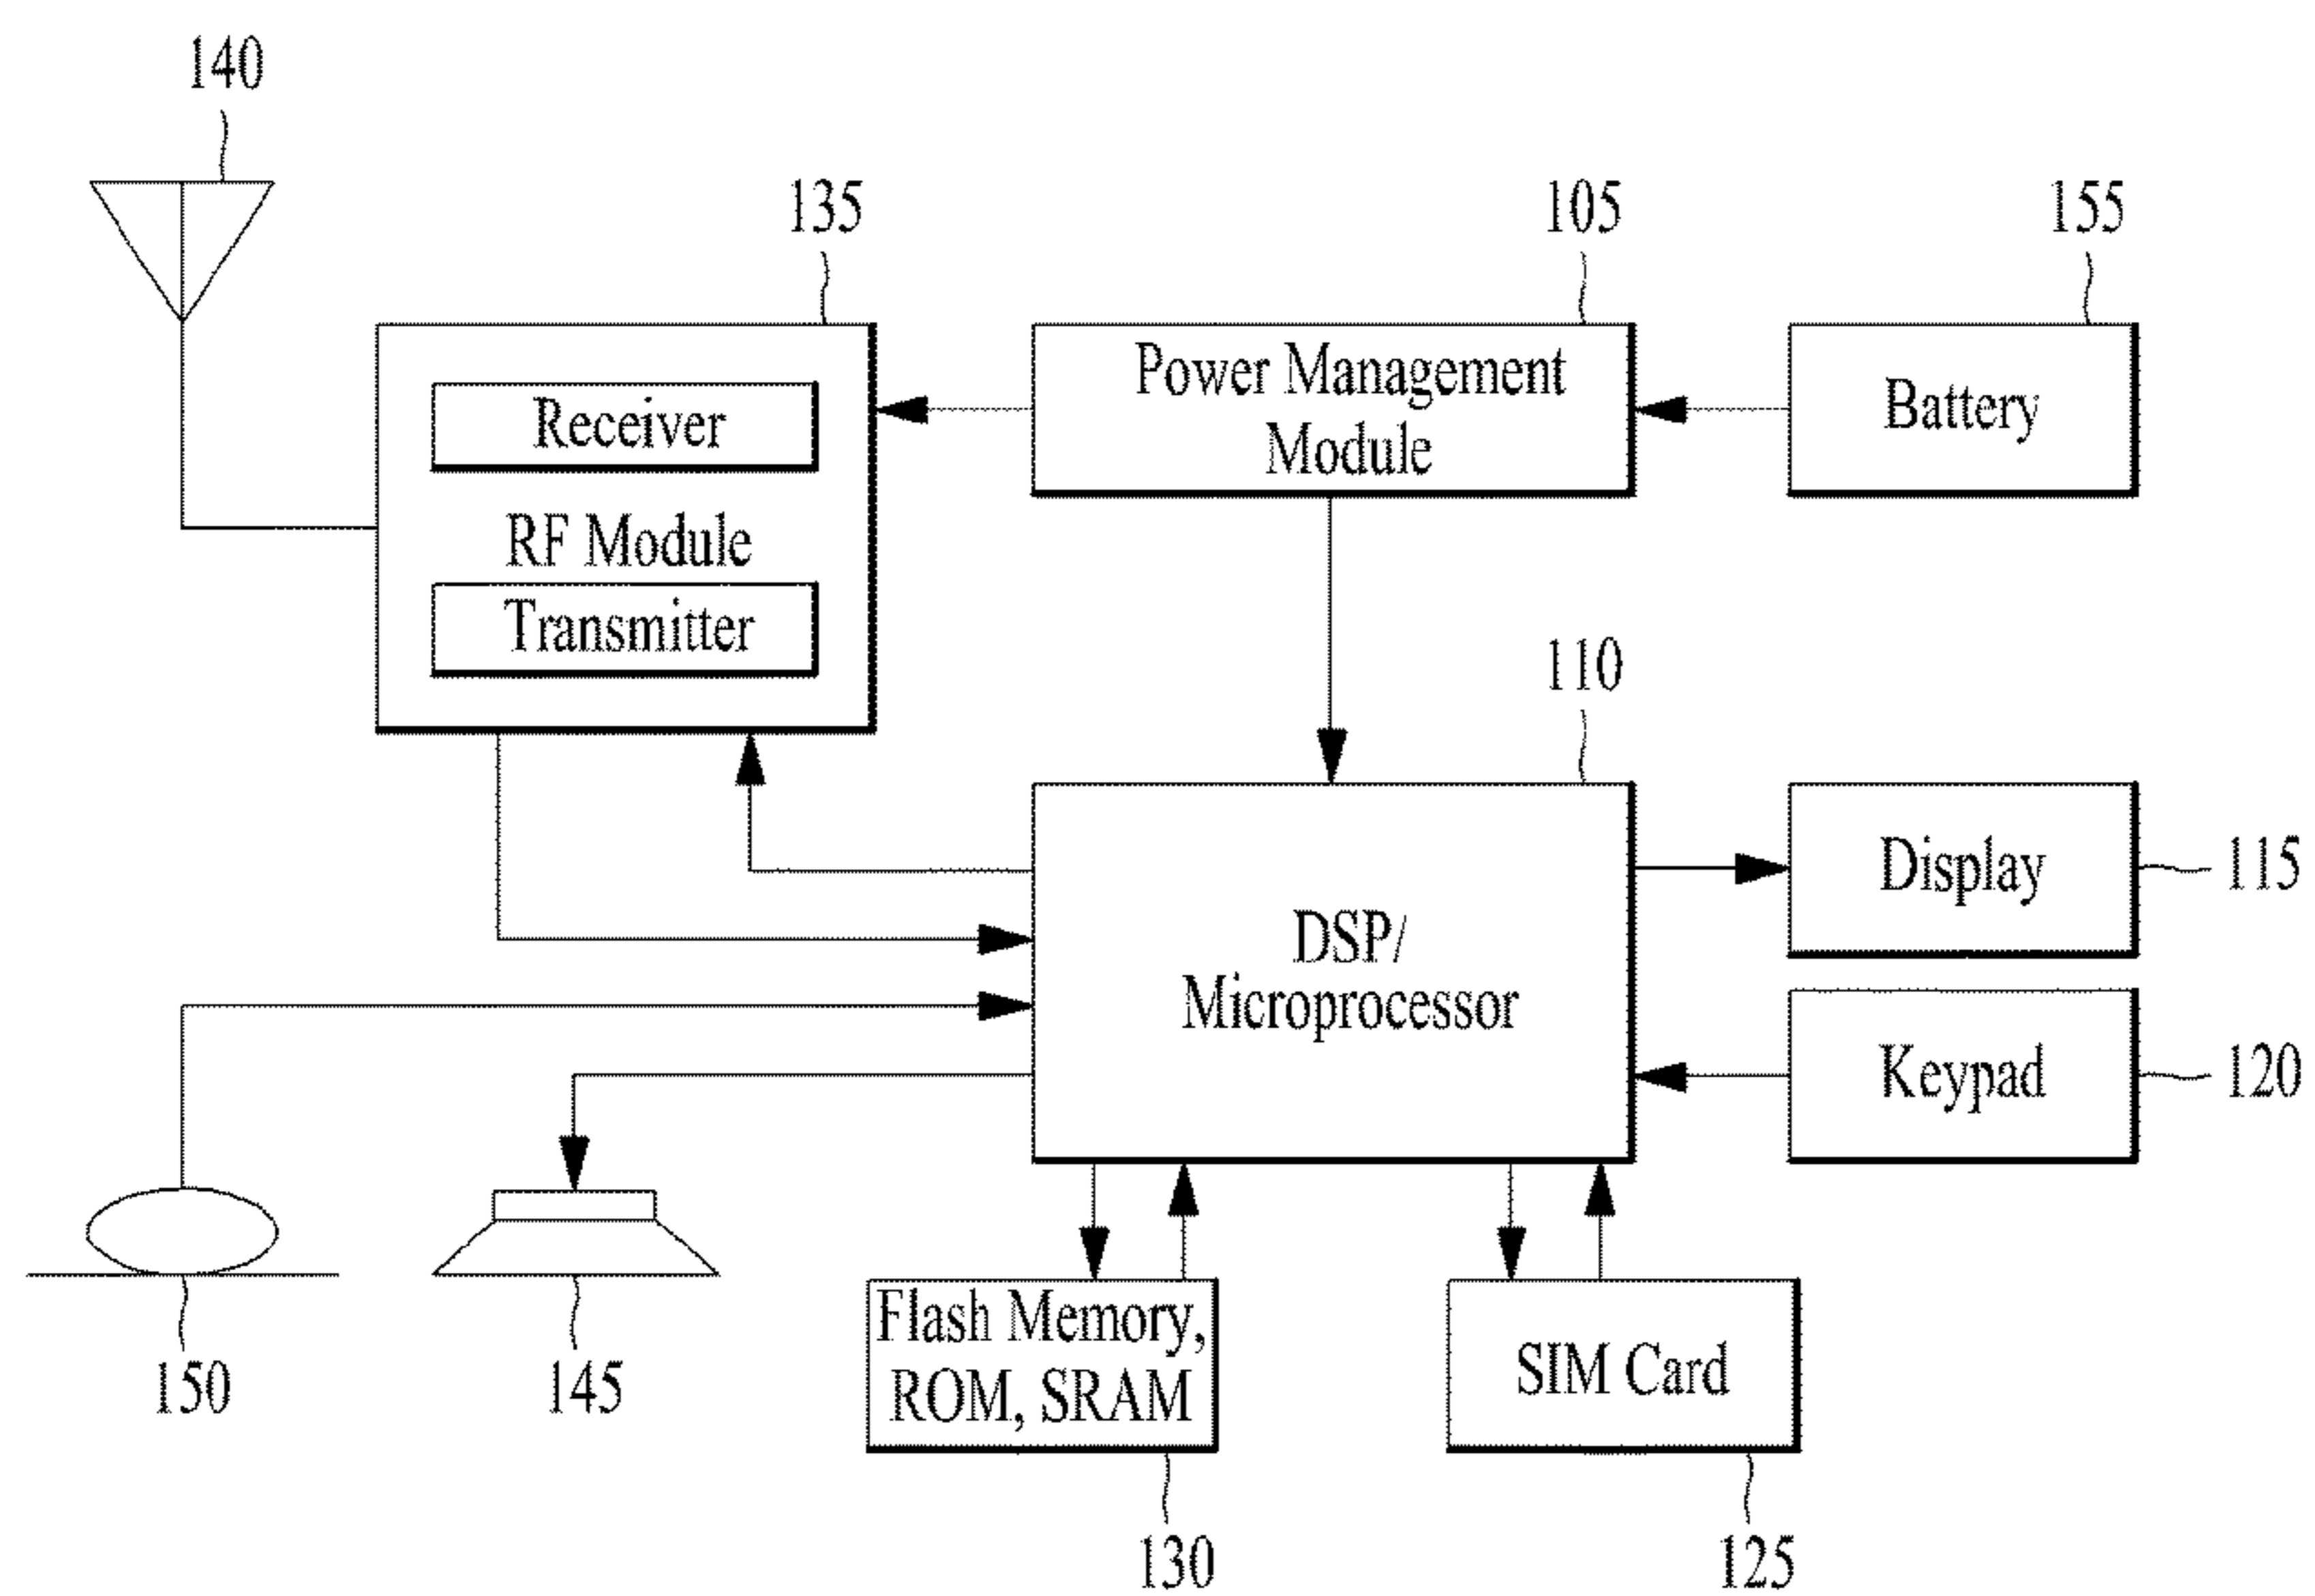 140
135
105
155
Receiver
RF Module
Transmitter
Power Management
Module
Battery
110
DSP/
Microprocessor
Display
115
Keypad
120
150
145
Flash Memory,
ROM, SRAM
SIM Card
130
125